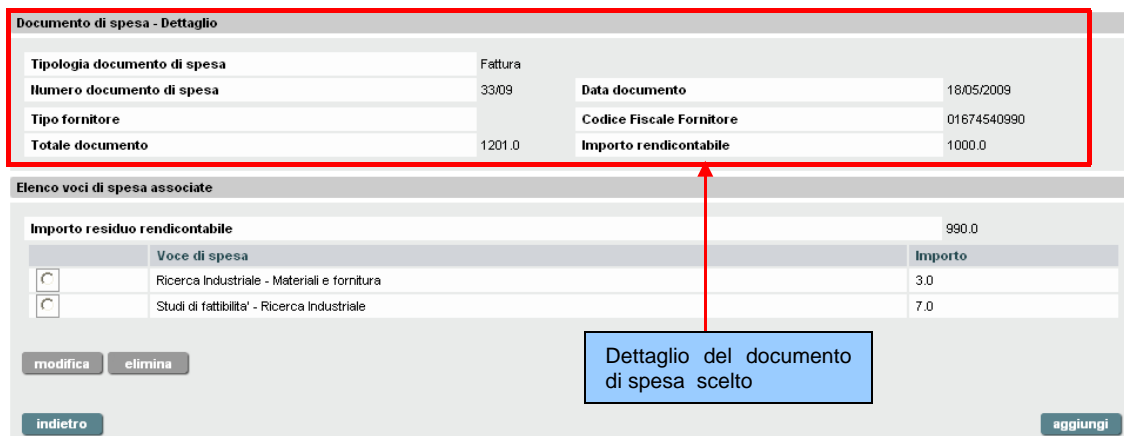 Documento di spesa - Dettaglio
Tipologia documento di spesa Fattura
Numero documento di spesa 33/09 Data documento 18/05/2009
Tipo fornitore Codice Fiscale Fornitore 01674540990
Totale documento 1201.0 Importo rendicontabile 1000.0
Elenco voci di spesa associate
Importo residuo rendicontabile 990.0
Voce di spesa Importo
Ricerca Industriale - Materiali e fornitura 3.0
Studi di fattibilita' - Ricerca Industriale 7.0
Dettaglio del documento
di spesa scelto
modifica elimina
indietro aggiungi